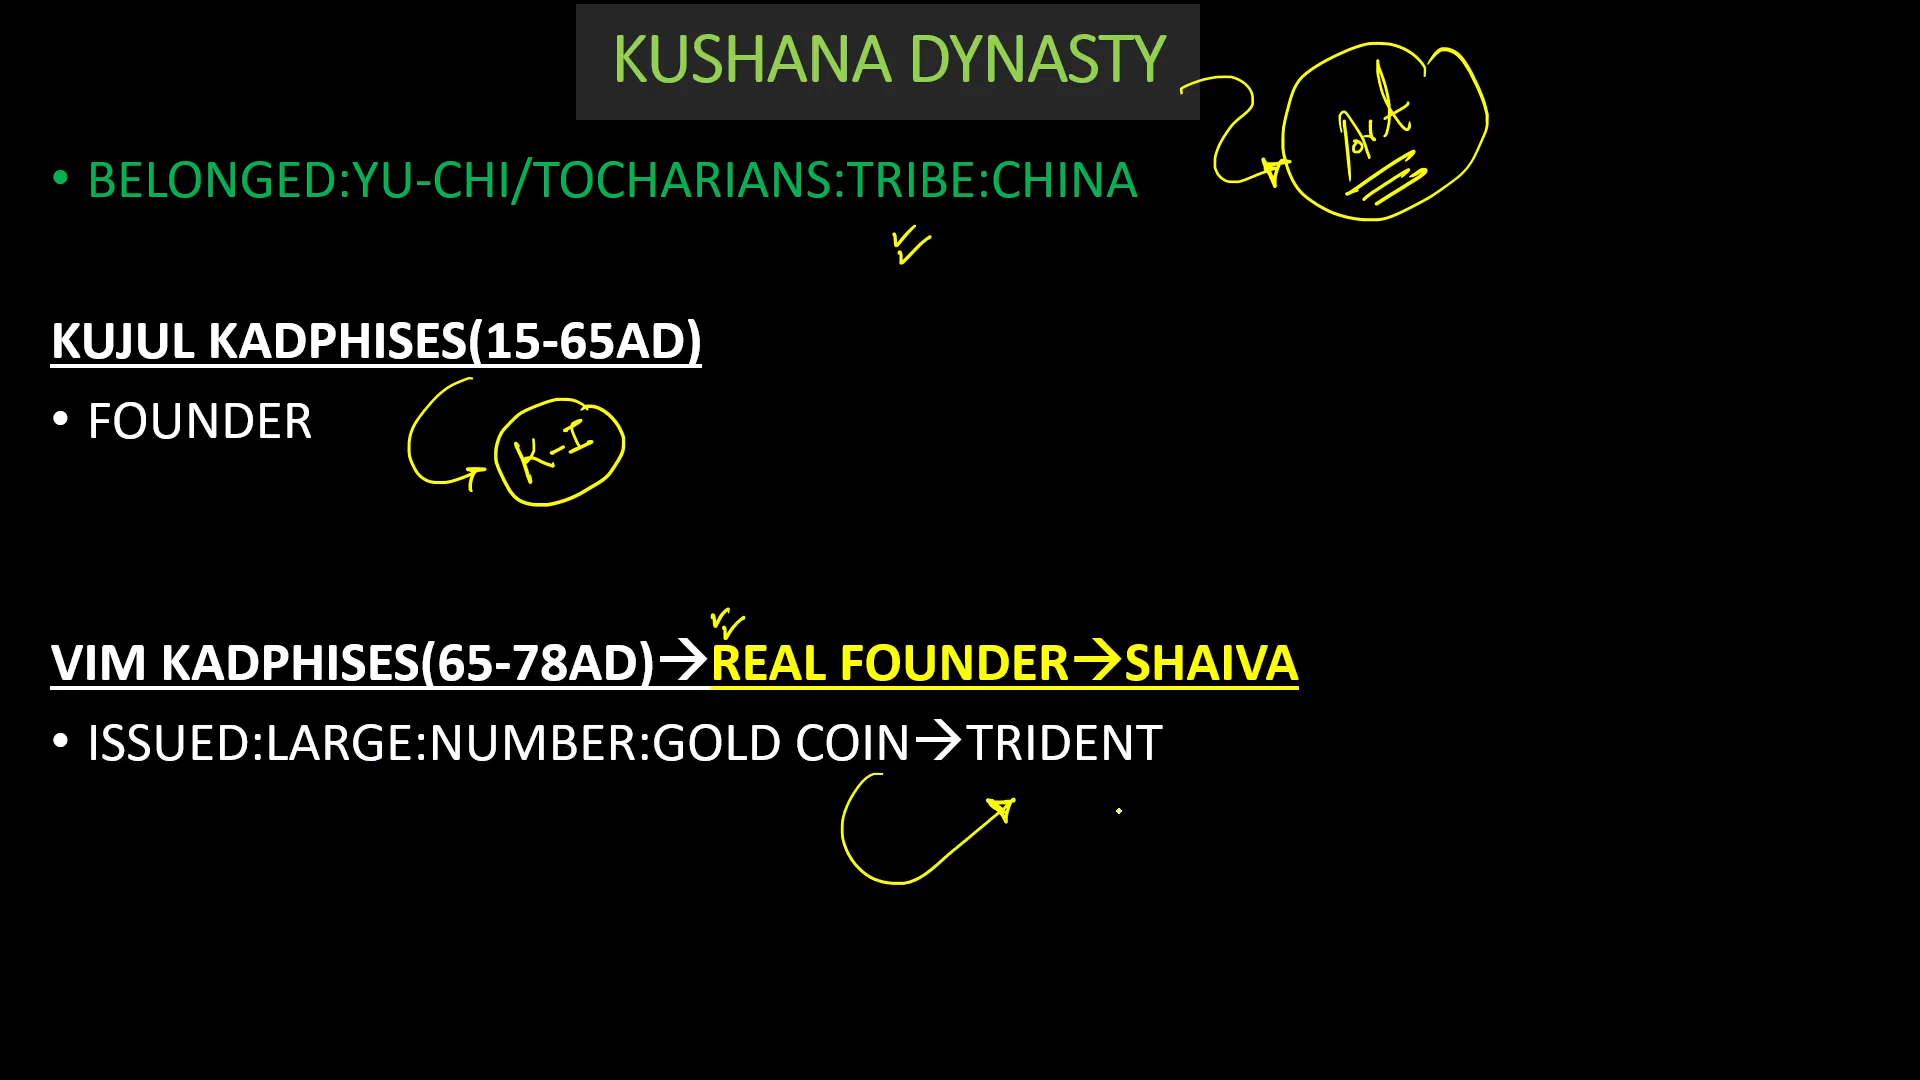 KUSHANA DYNASTY
Art
• BELONGED:YU-CHI/TOCHARIANS:TRIBE:CHINA
KUJUL KADPHISES(15-65AD)
• FOUNDER
K-I
VIM KADPHISES(65-78AD)→REAL FOUNDER→SHAIVA
• ISSUED:LARGE:NUMBER:GOLD COIN→TRIDENT